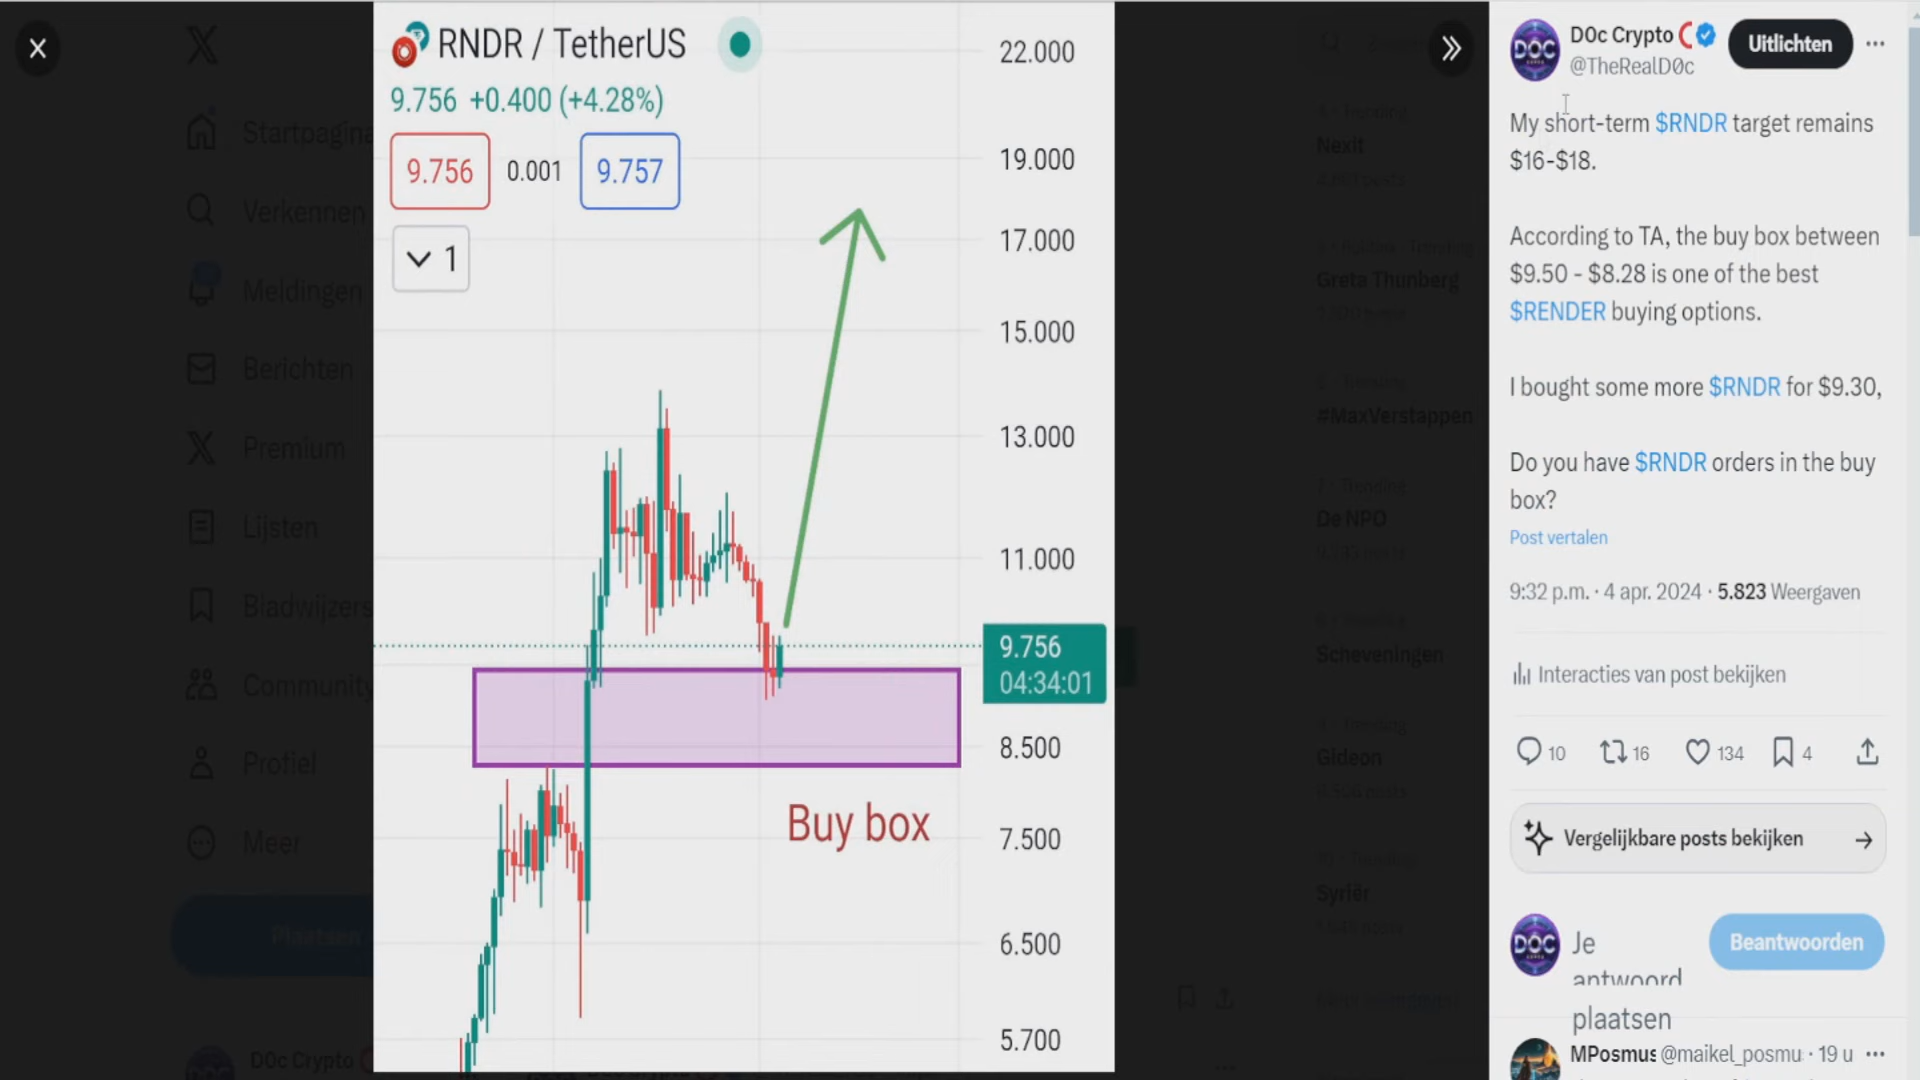 RNDR / TetherUS
9.756 +0.400 (+4.28%)
9.756 0.001 9.757
1
22.000
19.000
17.000
15.000
13.000
11.000
9.756
04:34:01
8.500
7.500
6.500
5.700
Buy box
Startpagina
Verkennen
Meldingen
Berichten
Premium
Lijsten
Bladwijzers
Community
Profiel
Meer
Plaatsen
D0c Crypto
Nexit
Greta Thunberg
#MaxVerstappen
De NPO
Scheveningen
Gideon
Syriër
D0c Crypto
@TheRealD0c
Uitlichten
My short-term $RNDR target remains
$16-$18.
According to TA, the buy box between
$9.50 - $8.28 is one of the best
$RENDER buying options.
I bought some more $RNDR for $9.30,
Do you have $RNDR orders in the buy
box?
Post vertalen
9:32 p.m. · 4 apr. 2024 · 5.823 Weergaven
Interacties van post bekijken
10 16 134 4
Vergelijkbare posts bekijken
DOC
Je
antwoord
plaatsen
Beantwoorden
MPosmus @maikel_posmu · 19 u